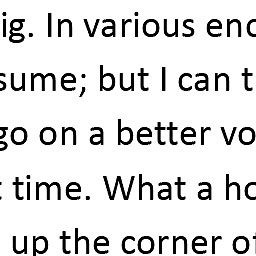 ig. In various enc
sume; but I can t
go on a better vo
time. What a ho
up the corner of